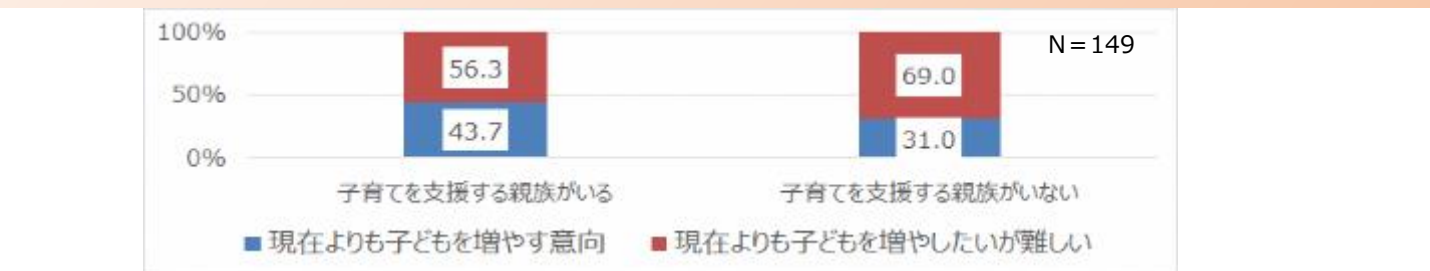 100%
N=149
56.3
69.0
50%
43.7
31.0
0%
子育てを支援する親族がいる
子育てを支援する親族がいない
現在よりも子どもを増やす意向
現在よりも子どもを増やしたいが難しい